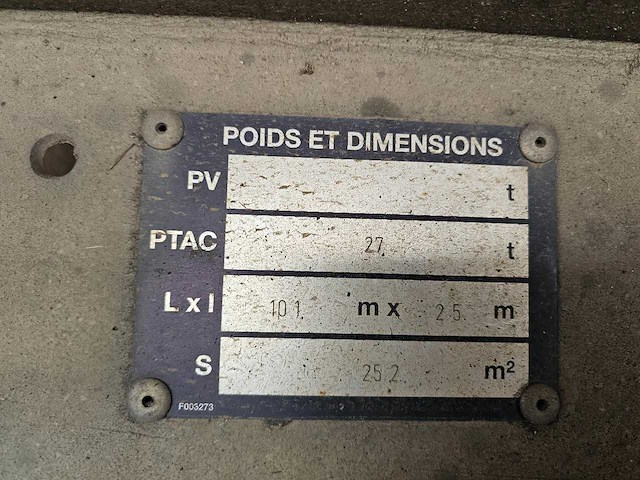 POIDS ET DIMENSIONS
PV t
PTAC 27 t
L x l 10 1 m x 2 5 m
S 25 2 m²
F003273